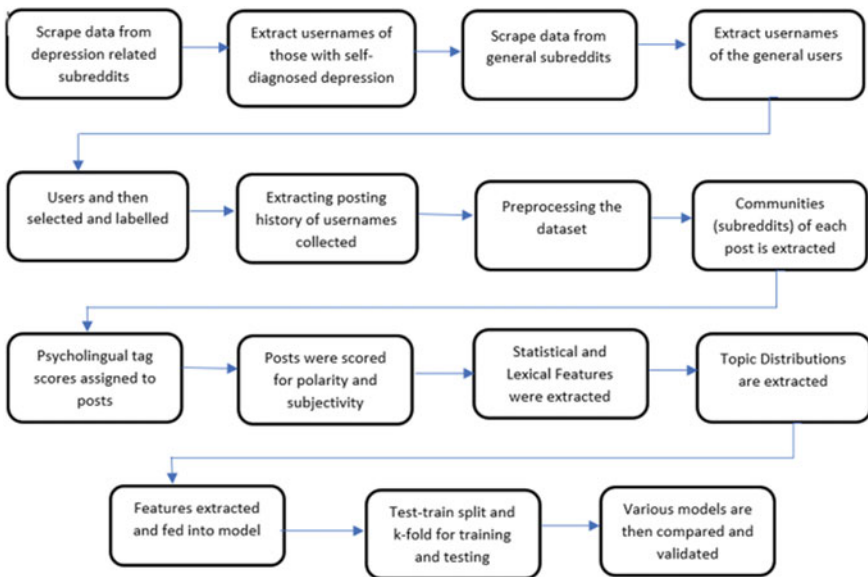 Scrape data from
depression related
subreddits
Extract usernames of
those with self-
diagnosed depression
Scrape data from
general subreddits
Extract usernames
of the general users
Users and then
selected and labelled
Extracting posting
history of usernames
collected
Preprocessing the
dataset
Communities
(subreddits) of each
post is extracted
Psycholingual tag
scores assigned to
posts
Posts were scored
for polarity and
subjectivity
Statistical and
Lexical Features
were extracted
Topic Distributions
are extracted
Features extracted
and fed into model
Test-train split and
k-fold for training
and testing
Various models are
then compared and
validated